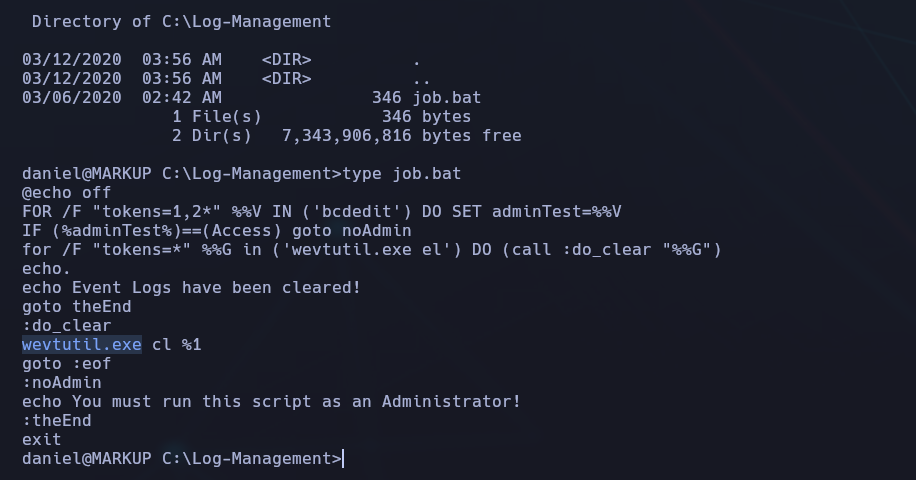 Directory of C:\Log-Management
03/12/2020  03:56 AM    <DIR>          .
03/12/2020  03:56 AM    <DIR>          ..
03/06/2020  02:42 AM               346 job.bat
               1 File(s)            346 bytes
               2 Dir(s)   7,343,906,816 bytes free
daniel@MARKUP C:\Log-Management>type job.bat
@echo off
FOR /F "tokens=1,2*" %%V IN ('bcdedit') DO SET adminTest=%%V
IF (%adminTest%)==(Access) goto noAdmin
for /F "tokens=*" %%G in ('wevtutil.exe el') DO (call :do_clear "%%G")
echo.
echo Event Logs have been cleared!
goto theEnd
:do_clear
wevtutil.exe cl %1
goto :eof
:noAdmin
echo You must run this script as an Administrator!
:theEnd
exit
daniel@MARKUP C:\Log-Management>